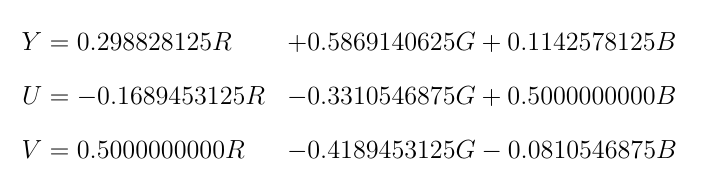 Y = 0.298828125R +0.5869140625G + 0.1142578125B
U = −0.1689453125R −0.3310546875G + 0.5000000000B
V = 0.5000000000R −0.4189453125G − 0.0810546875B